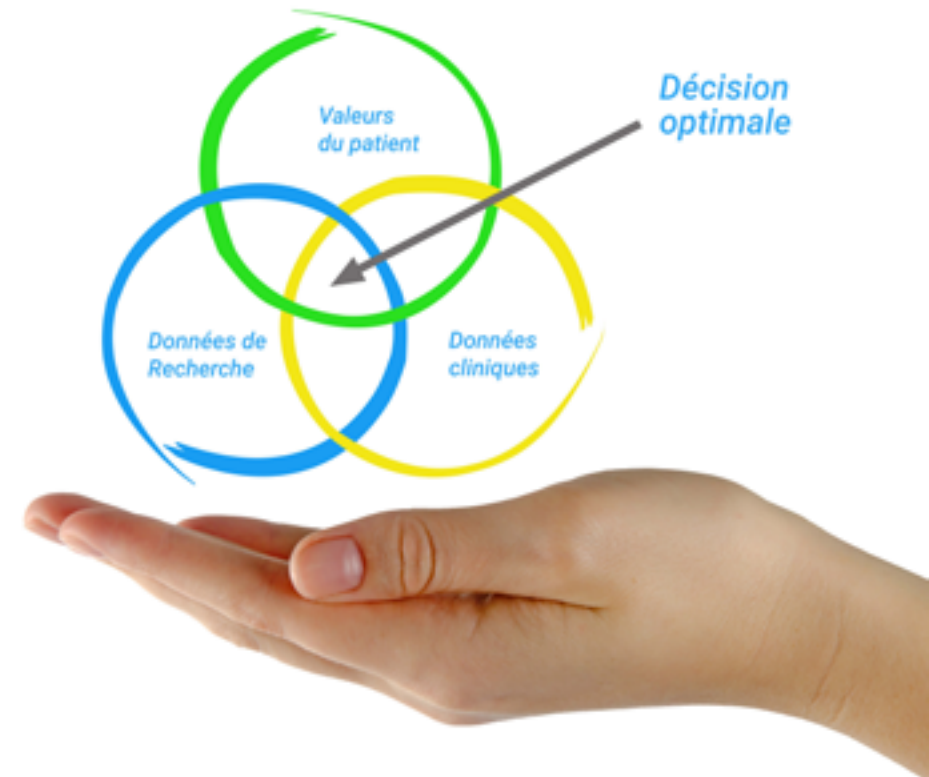 Décision
optimale
Valeurs
du patient
Données de
Recherche
Données
cliniques